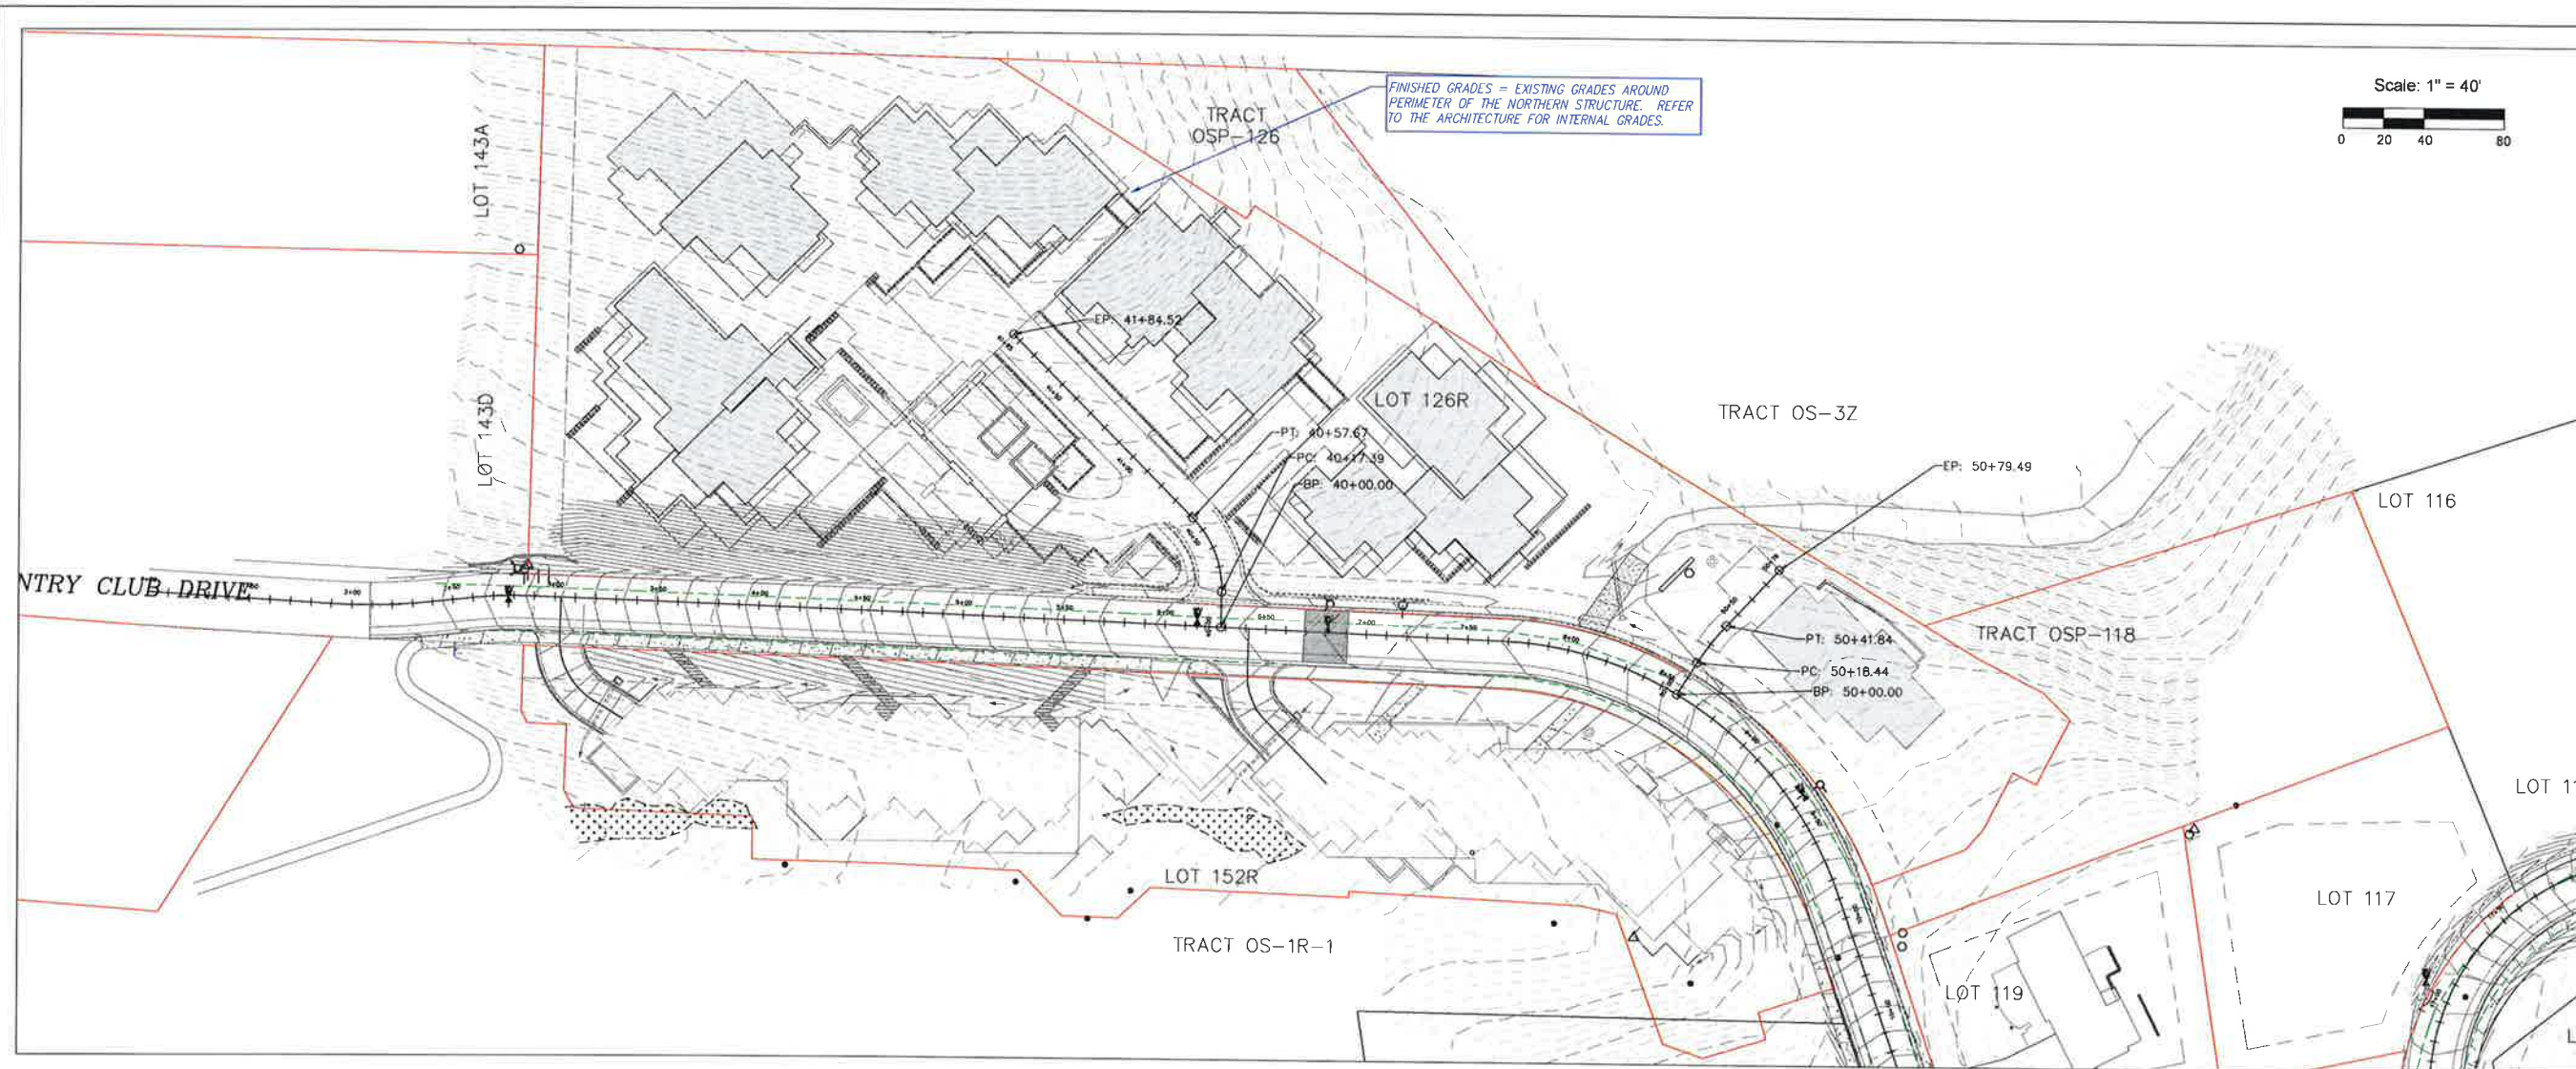 Scale: 1" = 40'
0 20 40 80
FINISHED GRADES = EXISTING GRADES AROUND
PERIMETER OF THE NORTHERN STRUCTURE. REFER
TO THE ARCHITECTURE FOR INTERNAL GRADES.
TRACT
OSP-126
LOT 143A
LOT 143D
EP: 41+84.52
LOT 126R
PT: 40+57.67
PC: 40+17.39
BP: 40+00.00
TRACT OS-3Z
EP: 50+79.49
LOT 116
NTRY CLUB DRIVE
PT: 50+41.84
PC: 50+18.44
BP: 50+00.00
TRACT OSP-118
LOT 11
LOT 152R
TRACT OS-1R-1
LOT 117
LOT 119